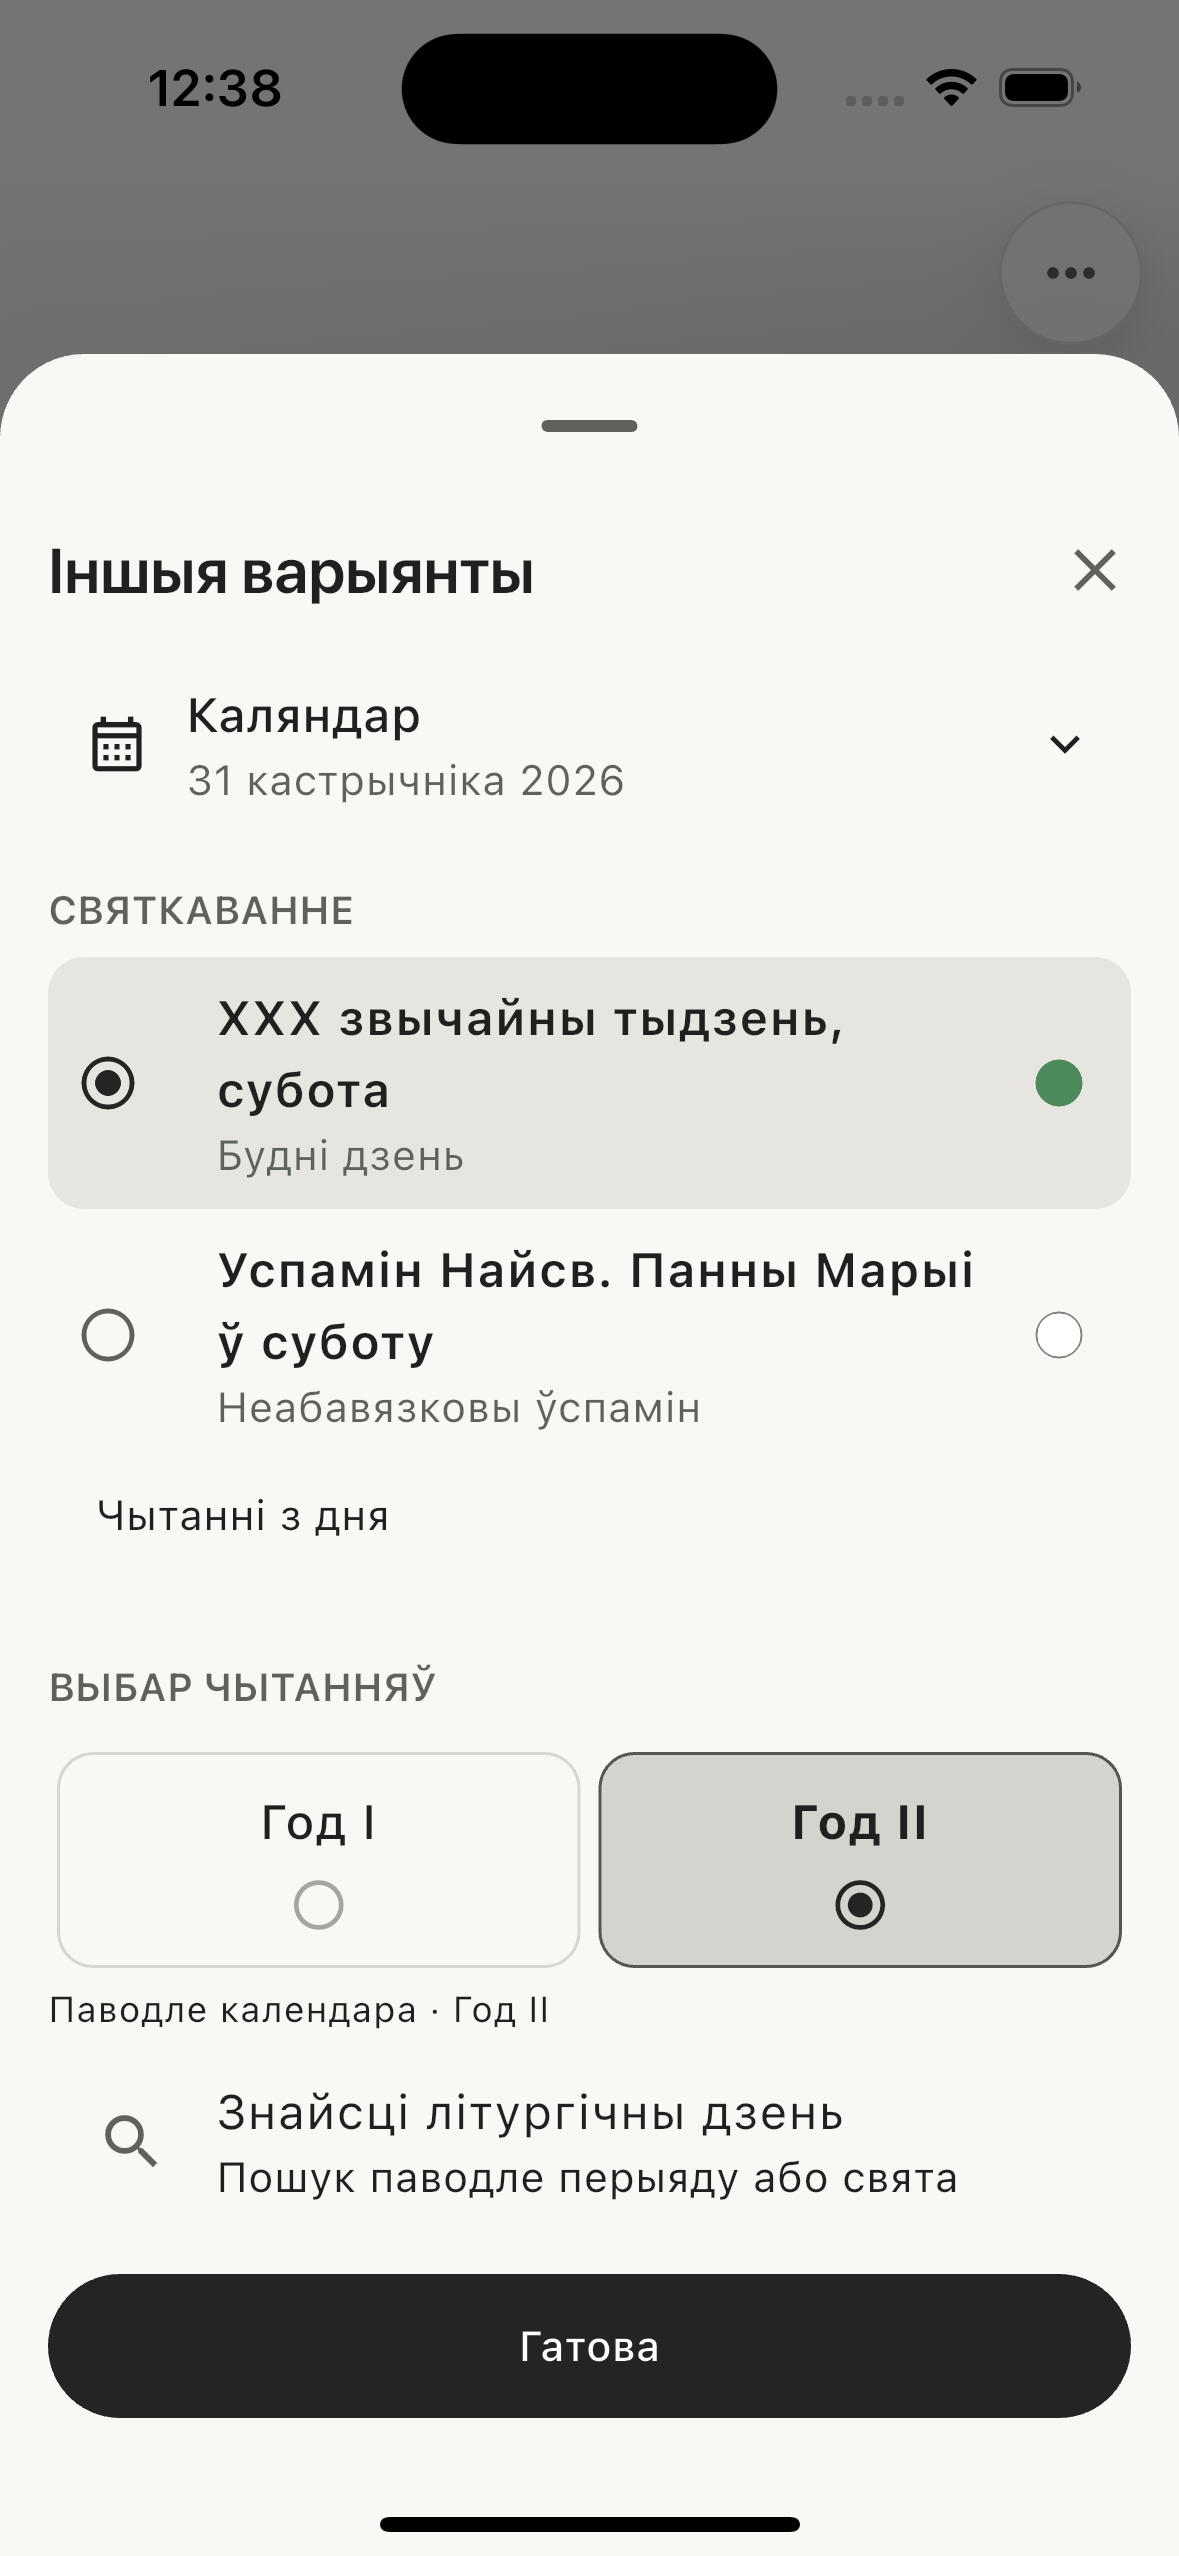 12:38
Іншыя варыянты
Каляндар
31 кастрычніка 2026
СВЯТКАВАННЕ
XXX звычайны тыдзень,
субота
Будні дзень
Успамін Найсв. Панны Марыі
ў суботу
Неабавязковы ўспамін
Чытанні з дня
ВЫБАР ЧЫТАННЯЎ
Год I
Год II
Паводле календара · Год II
Знайсці літургічны дзень
Пошук паводле перыяду або свята
Гатова